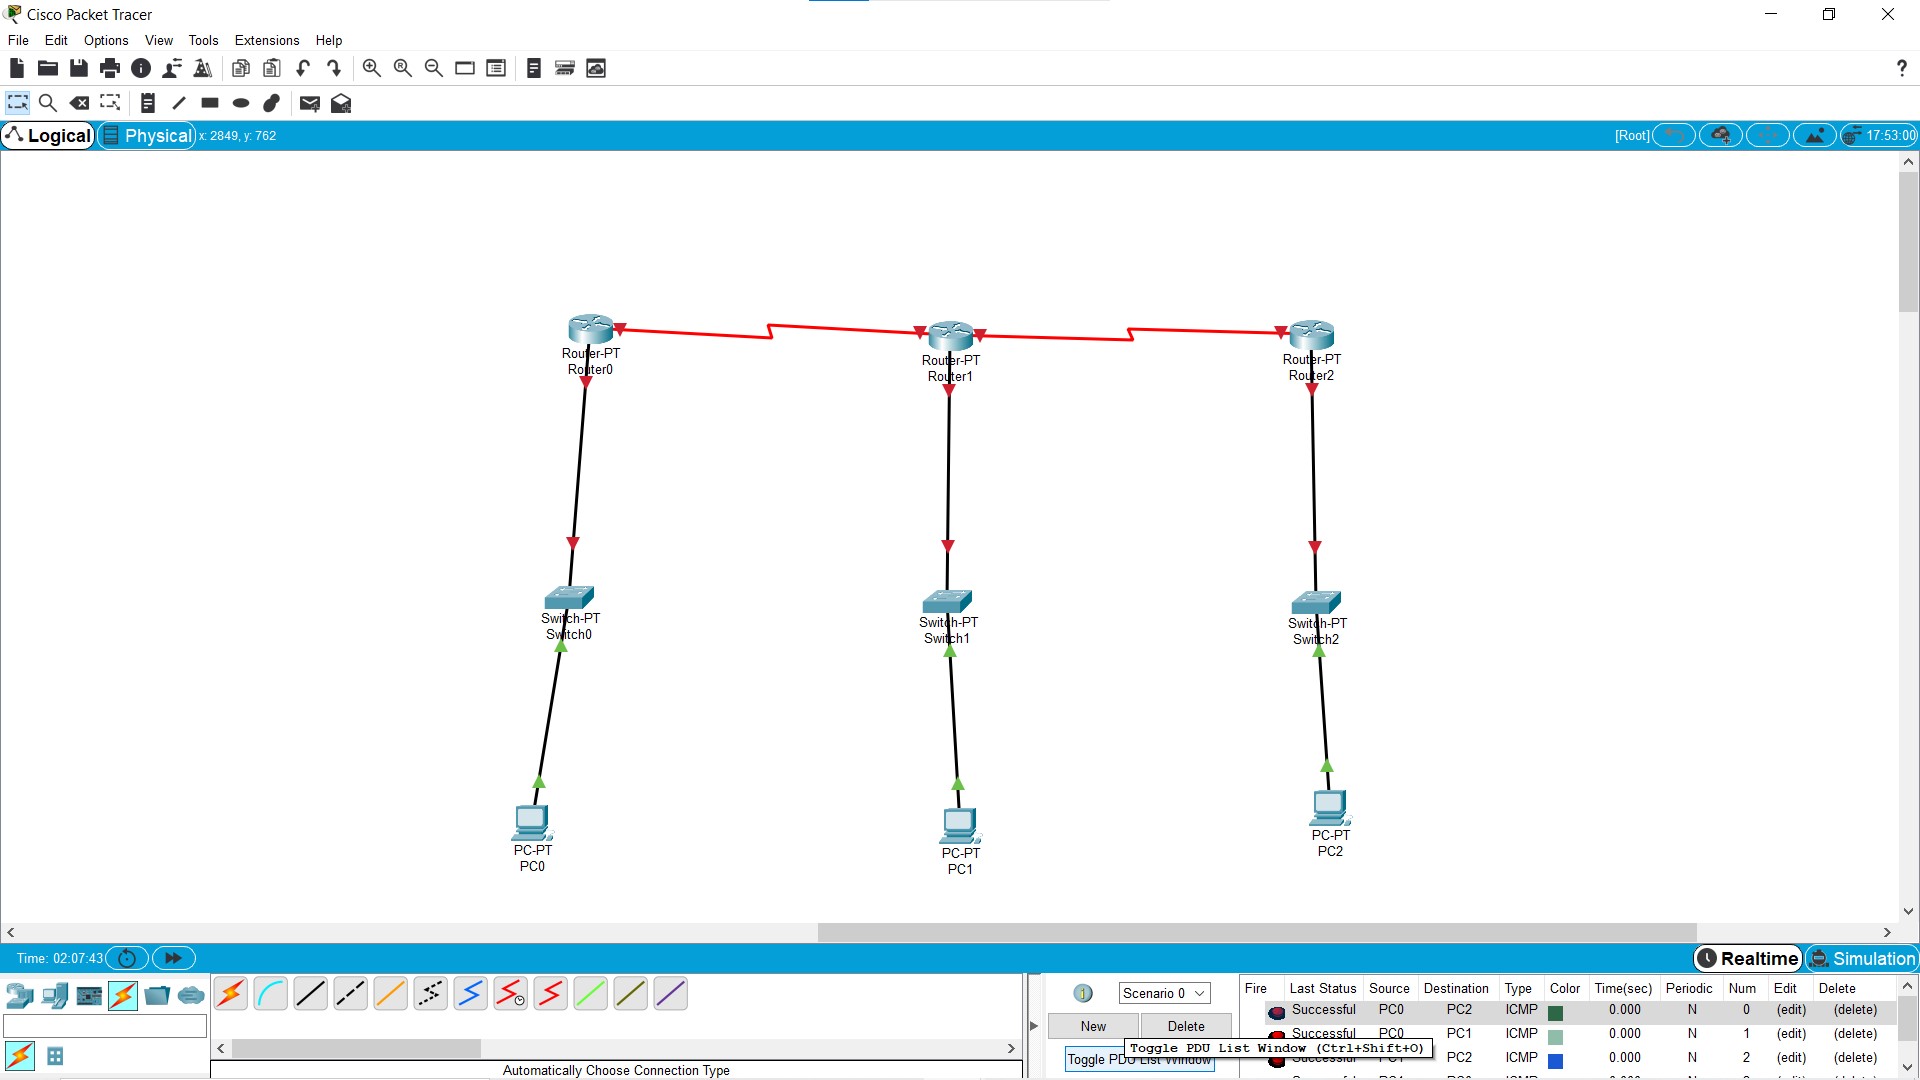 Cisco Packet Tracer
File Edit Options View Tools Extensions Help
?
Logical Physical x: 2849, y: 762 [Root] 17:53:00
Router-PT
Router0
Router-PT
Router1
Router-PT
Router2
Switch-PT
Switch0
Switch-PT
Switch1
Switch-PT
Switch2
PC-PT
PC0
PC-PT
PC1
PC-PT
PC2
Time: 02:07:43 Realtime Simulation
Scenario 0
New Delete
Toggle PDU List Window
Toggle PDU List Window (Ctrl+Shift+O)
Fire Last Status Source Destination Type Color Time(sec) Periodic Num Edit Delete
Successful PC0 PC2 ICMP 0.000 N 0 (edit) (delete)
Successful PC0 PC1 ICMP 0.000 N 1 (edit) (delete)
Successful PC1 PC2 ICMP 0.000 N 2 (edit) (delete)
Automatically Choose Connection Type